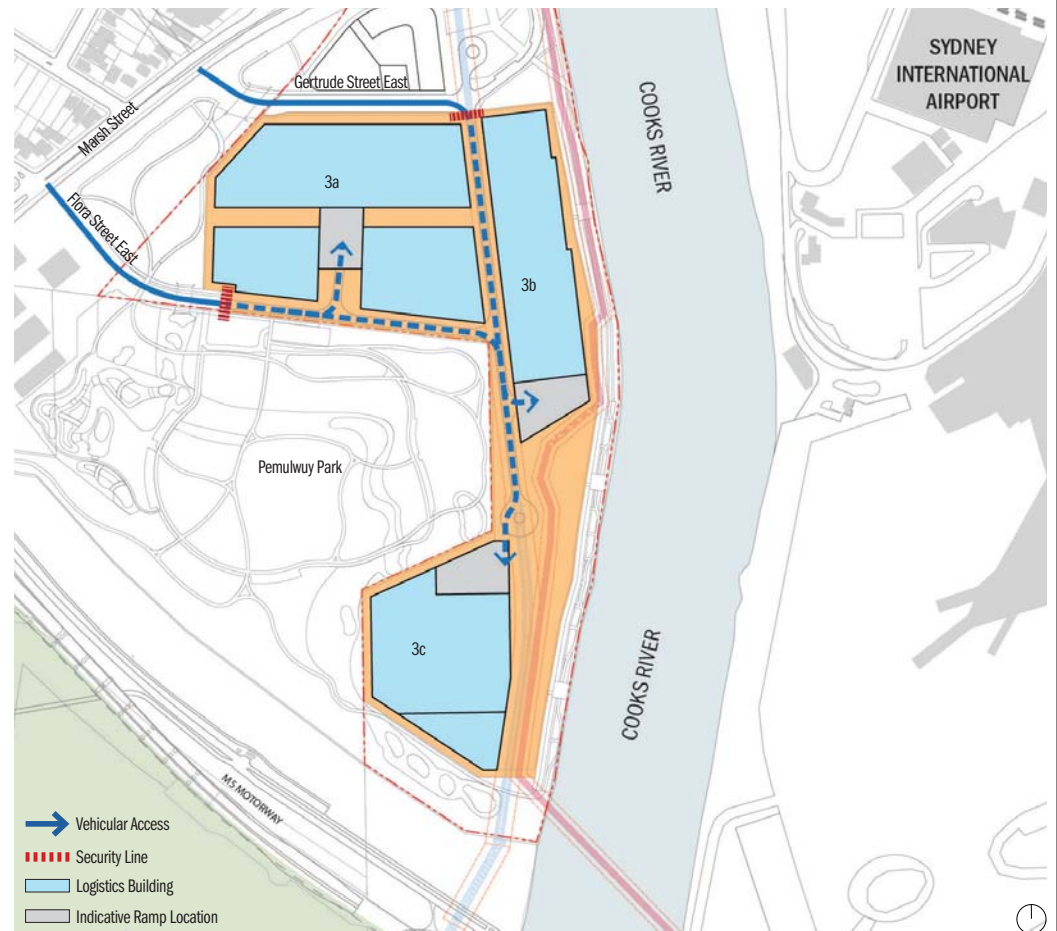 SYDNEY
INTERNATIONAL
AIRPORT
Gertrude Street East
COOKS RIVER
Marsh Street
3a
Flora Street East
3b
Pemulwuy Park
3c
COOKS RIVER
M5 MOTORWAY
Vehicular Access
Security Line
Logistics Building
Indicative Ramp Location